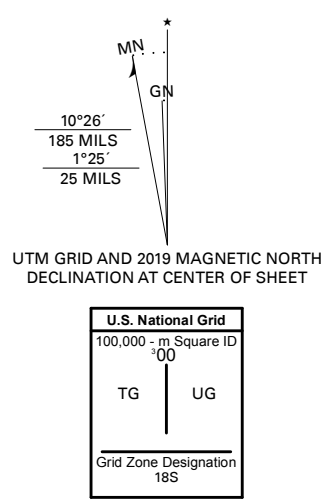 ★
MN
GN
10°26´
185 MILS
1°25´
25 MILS
UTM GRID AND 2019 MAGNETIC NORTH
DECLINATION AT CENTER OF SHEET
U.S. National Grid
100,000 - m Square ID
³00
TG UG
Grid Zone Designation
18S